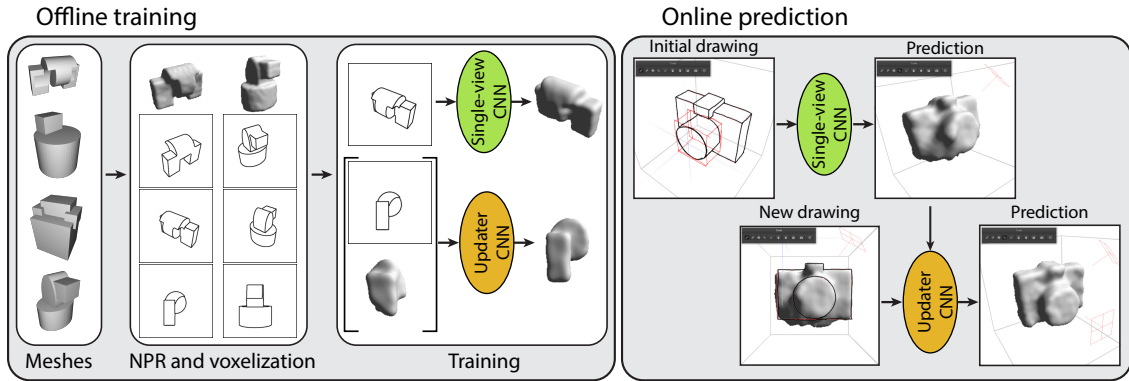 Offline training
Online prediction
Single-view
CNN
Updater
CNN
Meshes
NPR and voxelization
Training
Initial drawing
Prediction
Single-view
CNN
New drawing
Prediction
Updater
CNN